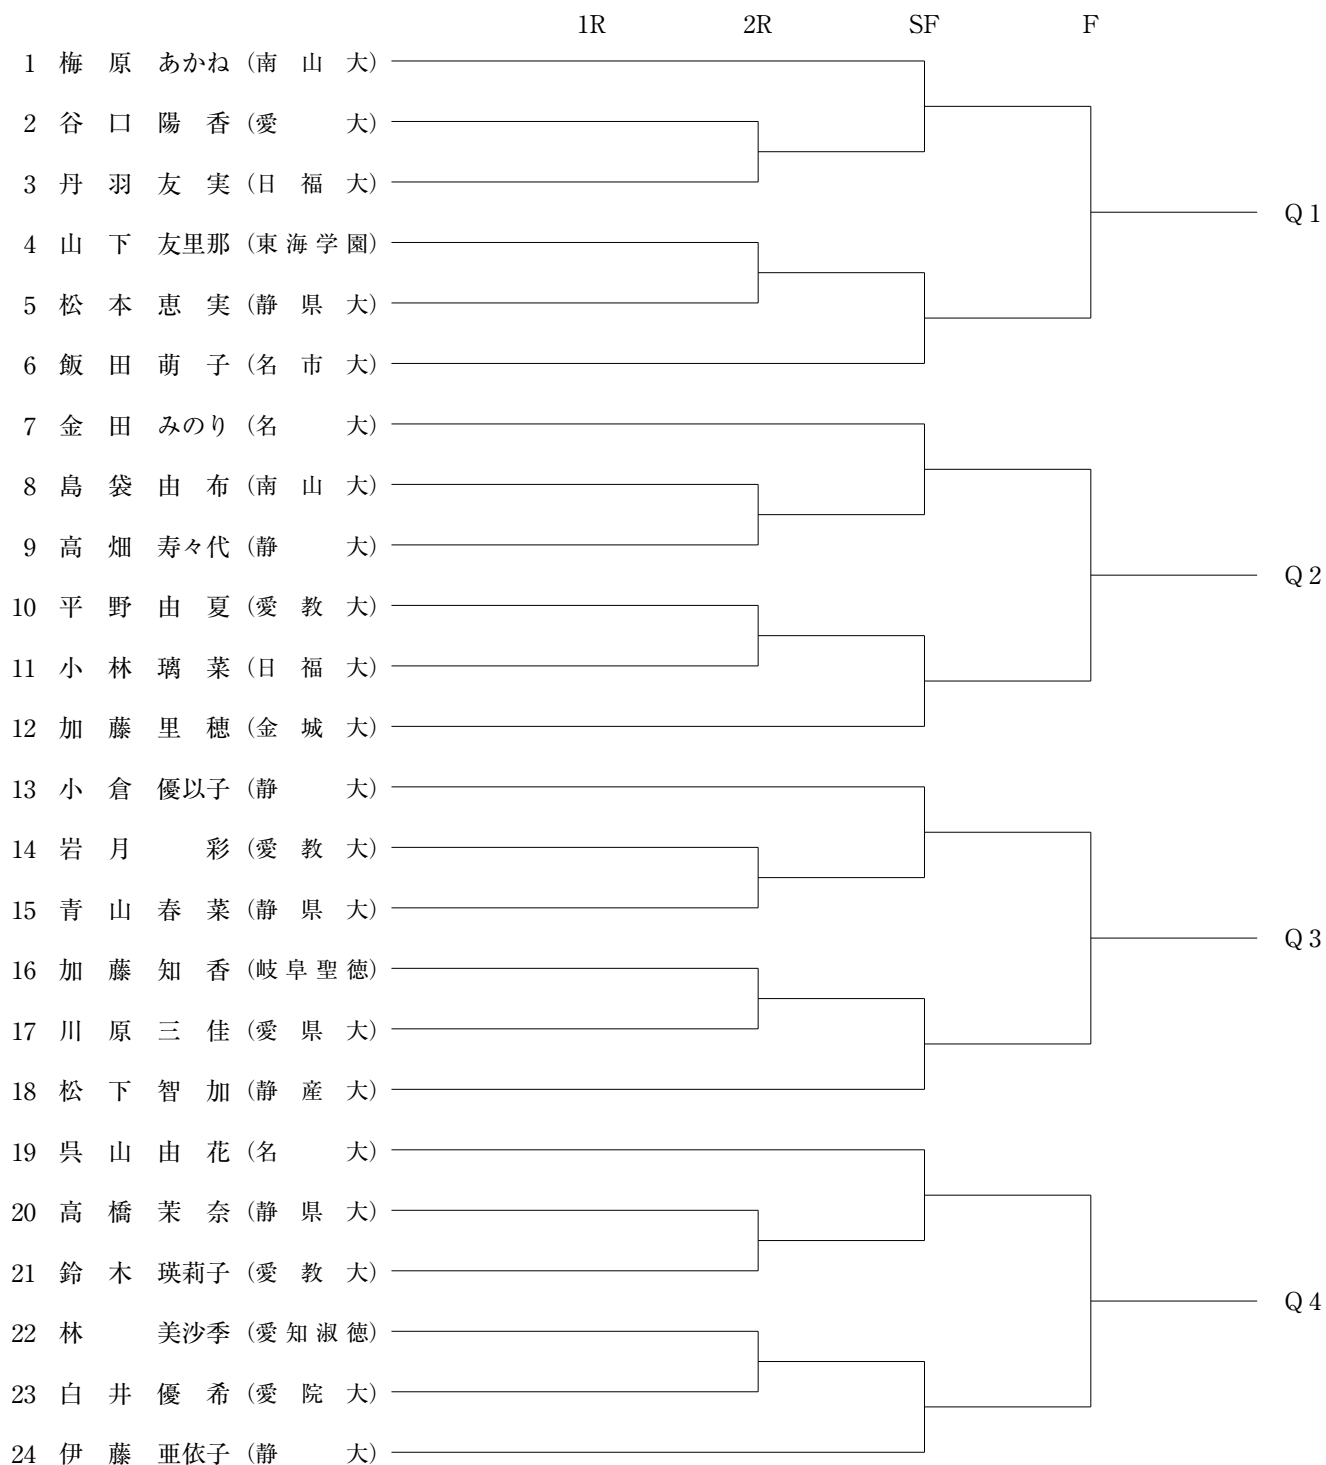 1R 2R SF F
1 梅原 あかね (南山大)
2 谷口 陽香 (愛大)
3 丹羽 友実 (日福大)
Q1
4 山下 友里那 (東海学園)
5 松本 恵実 (静県大)
6 飯田 萌子 (名市大)
7 金田 みのり (名大)
8 島袋 由布 (南山大)
9 高畑 寿々代 (静大)
Q2
10 平野 由夏 (愛教大)
11 小林 璃菜 (日福大)
12 加藤 里穂 (金城大)
13 小倉 優以子 (静大)
14 岩月 彩 (愛教大)
15 青山 春菜 (静県大)
Q3
16 加藤 知香 (岐阜聖徳)
17 川原 三佳 (愛県大)
18 松下 智加 (静産大)
19 呉山 由花 (名大)
20 高橋 茉奈 (静県大)
21 鈴木 瑛莉子 (愛教大)
Q4
22 林 美沙季 (愛知淑徳)
23 白井 優希 (愛院大)
24 伊藤 亜依子 (静大)